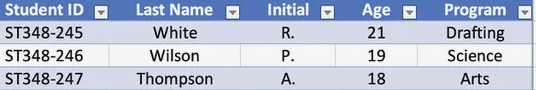 Student ID Last Name Initial Age Program
ST348-245 White R. 21 Drafting
ST348-246 Wilson P. 19 Science
ST348-247 Thompson A. 18 Arts